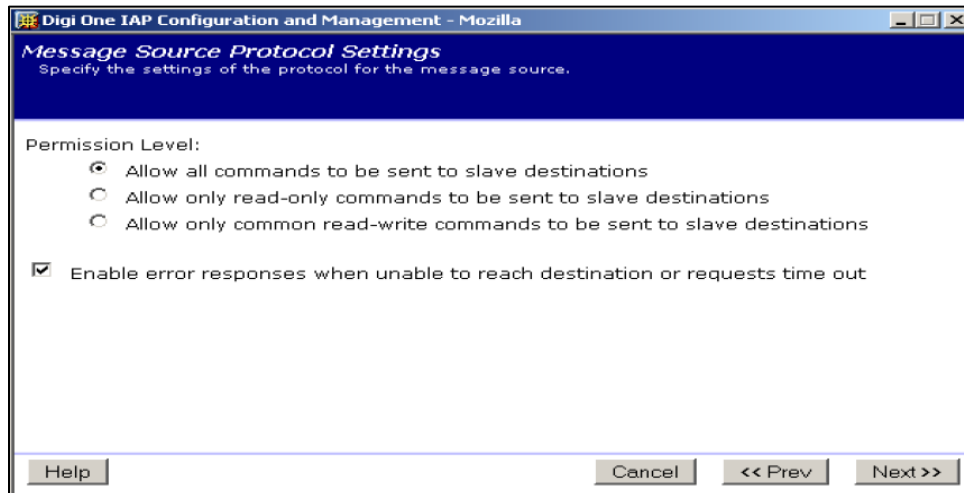 Digi One IAP Configuration and Management - Mozilla
Message Source Protocol Settings
Specify the settings of the protocol for the message source.
Permission Level:
Allow all commands to be sent to slave destinations
Allow only read-only commands to be sent to slave destinations
Allow only common read-write commands to be sent to slave destinations
Enable error responses when unable to reach destination or requests time out
Help Cancel << Prev Next >>